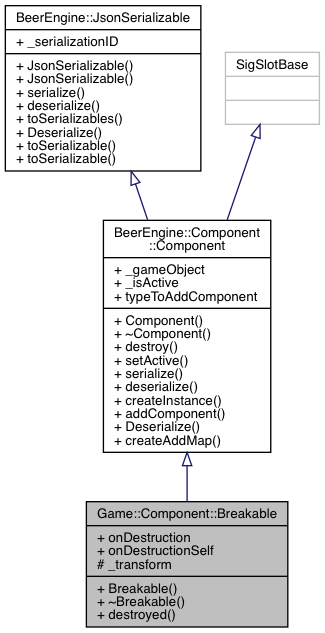 BeerEngine::JsonSerializable
+ _serializationID
+ JsonSerializable()
+ JsonSerializable()
+ serialize()
+ deserialize()
+ toSerializables()
+ Deserialize()
+ toSerializable()
+ toSerializable()
SigSlotBase
BeerEngine::Component
::Component
+ _gameObject
+ _isActive
+ typeToAddComponent
+ Component()
+ ~Component()
+ destroy()
+ setActive()
+ serialize()
+ deserialize()
+ createInstance()
+ addComponent()
+ Deserialize()
+ createAddMap()
Game::Component::Breakable
+ onDestruction
+ onDestructionSelf
# _transform
+ Breakable()
+ ~Breakable()
+ destroyed()